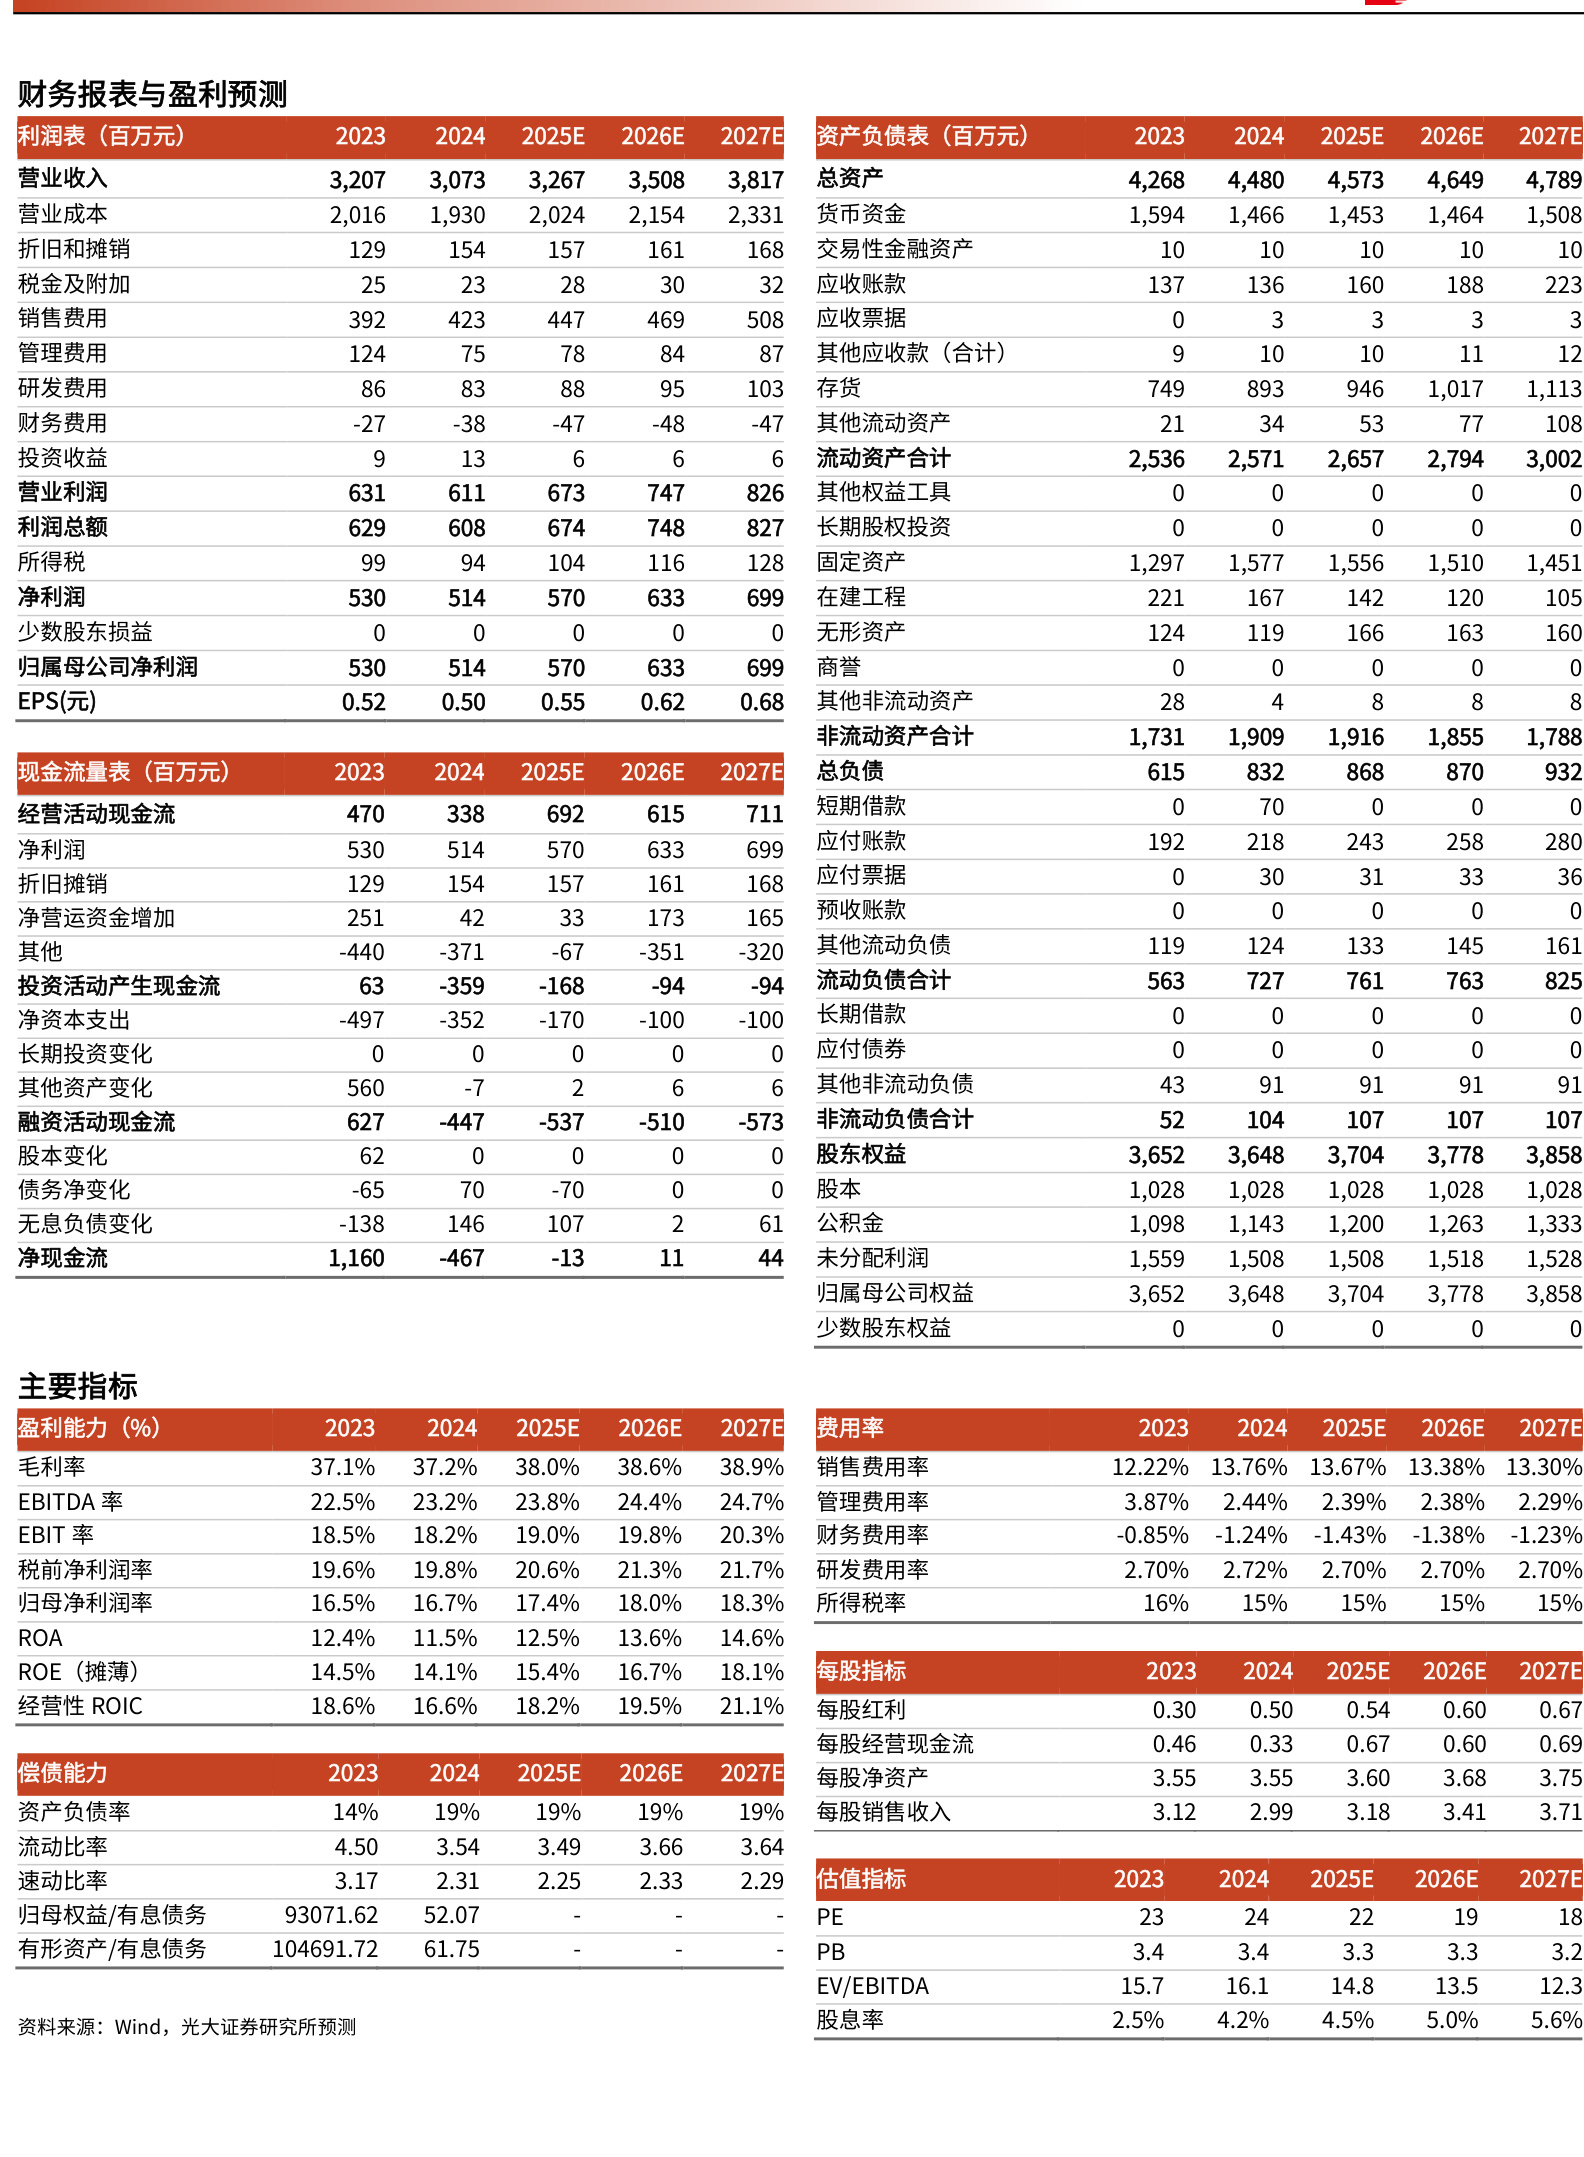 财务报表与盈利预测
利润表（百万元） 2023 2024 2025E 2026E 2027E
营业收入 3,207 3,073 3,267 3,508 3,817
营业成本 2,016 1,930 2,024 2,154 2,331
折旧和摊销 129 154 157 161 168
税金及附加 25 23 28 30 32
销售费用 392 423 447 469 508
管理费用 124 75 78 84 87
研发费用 86 83 88 95 103
财务费用 -27 -38 -47 -48 -47
投资收益 9 13 6 6 6
营业利润 631 611 673 747 826
利润总额 629 608 674 748 827
所得税 99 94 104 116 128
净利润 530 514 570 633 699
少数股东损益 0 0 0 0 0
归属母公司净利润 530 514 570 633 699
EPS(元) 0.52 0.50 0.55 0.62 0.68
现金流量表（百万元） 2023 2024 2025E 2026E 2027E
经营活动现金流 470 338 692 615 711
净利润 530 514 570 633 699
折旧摊销 129 154 157 161 168
净营运资金增加 251 42 33 173 165
其他 -440 -371 -67 -351 -320
投资活动产生现金流 63 -359 -168 -94 -94
净资本支出 -497 -352 -170 -100 -100
长期投资变化 0 0 0 0 0
其他资产变化 560 -7 2 6 6
融资活动现金流 627 -447 -537 -510 -573
股本变化 62 0 0 0 0
债务净变化 -65 70 -70 0 0
无息负债变化 -138 146 107 2 61
净现金流 1,160 -467 -13 11 44
资产负债表（百万元） 2023 2024 2025E 2026E 2027E
总资产 4,268 4,480 4,573 4,649 4,789
货币资金 1,594 1,466 1,453 1,464 1,508
交易性金融资产 10 10 10 10 10
应收账款 137 136 160 188 223
应收票据 0 3 3 3 3
其他应收款（合计） 9 10 10 11 12
存货 749 893 946 1,017 1,113
其他流动资产 21 34 53 77 108
流动资产合计 2,536 2,571 2,657 2,794 3,002
其他权益工具 0 0 0 0 0
长期股权投资 0 0 0 0 0
固定资产 1,297 1,577 1,556 1,510 1,451
在建工程 221 167 142 120 105
无形资产 124 119 166 163 160
商誉 0 0 0 0 0
其他非流动资产 28 4 8 8 8
非流动资产合计 1,731 1,909 1,916 1,855 1,788
总负债 615 832 868 870 932
短期借款 0 70 0 0 0
应付账款 192 218 243 258 280
应付票据 0 30 31 33 36
预收账款 0 0 0 0 0
其他流动负债 119 124 133 145 161
流动负债合计 563 727 761 763 825
长期借款 0 0 0 0 0
应付债券 0 0 0 0 0
其他非流动负债 43 91 91 91 91
非流动负债合计 52 104 107 107 107
股东权益 3,652 3,648 3,704 3,778 3,858
股本 1,028 1,028 1,028 1,028 1,028
公积金 1,098 1,143 1,200 1,263 1,333
未分配利润 1,559 1,508 1,508 1,518 1,528
归属母公司权益 3,652 3,648 3,704 3,778 3,858
少数股东权益 0 0 0 0 0
主要指标
盈利能力（%） 2023 2024 2025E 2026E 2027E
毛利率 37.1% 37.2% 38.0% 38.6% 38.9%
EBITDA 率 22.5% 23.2% 23.8% 24.4% 24.7%
EBIT 率 18.5% 18.2% 19.0% 19.8% 20.3%
税前净利润率 19.6% 19.8% 20.6% 21.3% 21.7%
归母净利润率 16.5% 16.7% 17.4% 18.0% 18.3%
ROA 12.4% 11.5% 12.5% 13.6% 14.6%
ROE（摊薄） 14.5% 14.1% 15.4% 16.7% 18.1%
经营性 ROIC 18.6% 16.6% 18.2% 19.5% 21.1%
偿债能力 2023 2024 2025E 2026E 2027E
资产负债率 14% 19% 19% 19% 19%
流动比率 4.50 3.54 3.49 3.66 3.64
速动比率 3.17 2.31 2.25 2.33 2.29
归母权益/有息债务 93071.62 52.07 - - -
有形资产/有息债务 104691.72 61.75 - - -
资料来源：Wind，光大证券研究所预测
费用率 2023 2024 2025E 2026E 2027E
销售费用率 12.22% 13.76% 13.67% 13.38% 13.30%
管理费用率 3.87% 2.44% 2.39% 2.38% 2.29%
财务费用率 -0.85% -1.24% -1.43% -1.38% -1.23%
研发费用率 2.70% 2.72% 2.70% 2.70% 2.70%
所得税率 16% 15% 15% 15% 15%
每股指标 2023 2024 2025E 2026E 2027E
每股红利 0.30 0.50 0.54 0.60 0.67
每股经营现金流 0.46 0.33 0.67 0.60 0.69
每股净资产 3.55 3.55 3.60 3.68 3.75
每股销售收入 3.12 2.99 3.18 3.41 3.71
估值指标 2023 2024 2025E 2026E 2027E
PE 23 24 22 19 18
PB 3.4 3.4 3.3 3.3 3.2
EV/EBITDA 15.7 16.1 14.8 13.5 12.3
股息率 2.5% 4.2% 4.5% 5.0% 5.6%